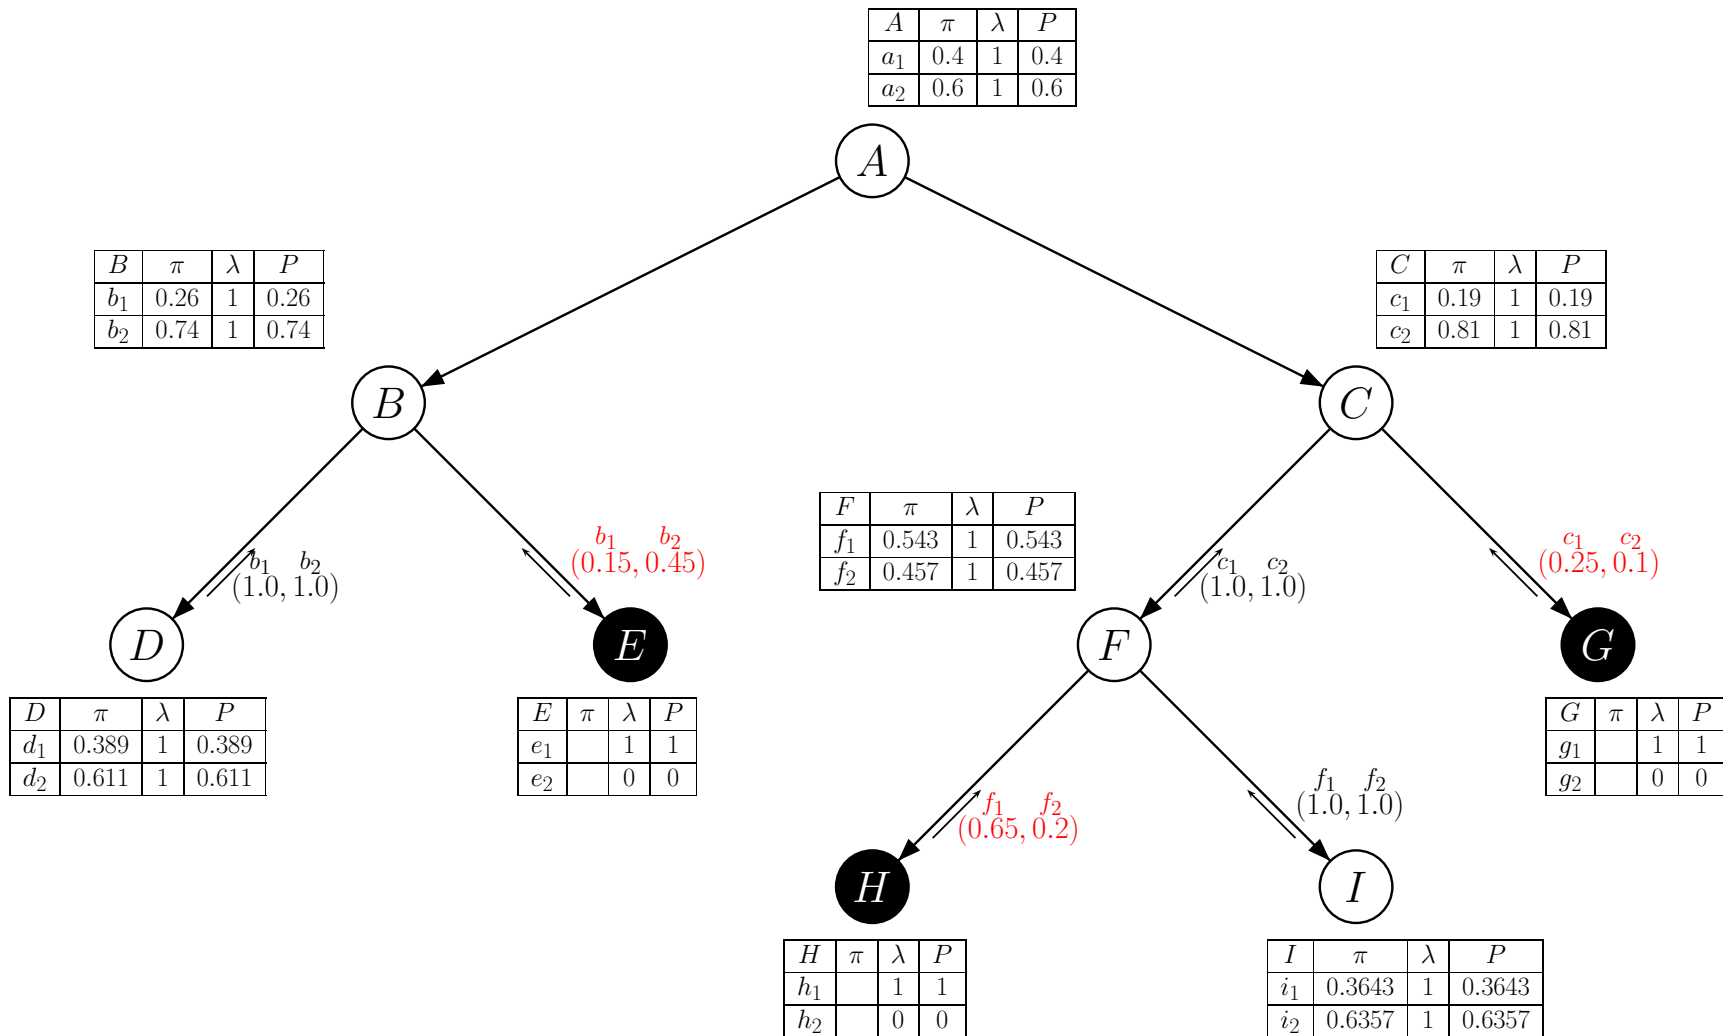 A π λ P
a1 0.4 1 0.4
a2 0.6 1 0.6
A
B π λ P
b1 0.26 1 0.26
b2 0.74 1 0.74
C π λ P
c1 0.19 1 0.19
c2 0.81 1 0.81
B
C
F π λ P
f1 0.543 1 0.543
f2 0.457 1 0.457
b1 b2
(1.0, 1.0)
b1 b2
(0.15, 0.45)
c1 c2
(1.0, 1.0)
c1 c2
(0.25, 0.1)
D
E
F
G
D π λ P
d1 0.389 1 0.389
d2 0.611 1 0.611
E π λ P
e1 1 1
e2 0 0
G π λ P
g1 1 1
g2 0 0
f1 f2
(0.65, 0.2)
f1 f2
(1.0, 1.0)
H
I
H π λ P
h1 1 1
h2 0 0
I π λ P
i1 0.3643 1 0.3643
i2 0.6357 1 0.6357